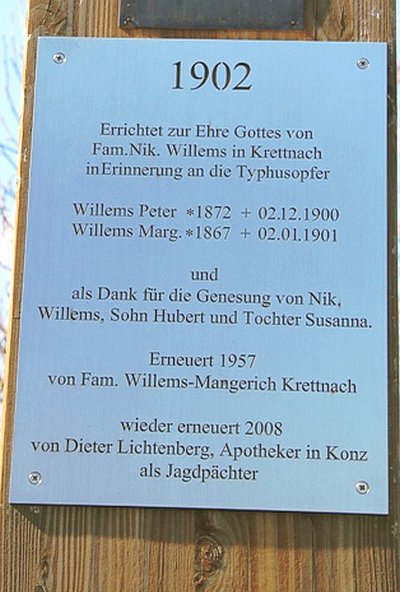 1902
Errichtet zur Ehre Gottes von
Fam.Nik. Willems in Krettnach
in Erinnerung an die Typhusopfer
Willems Peter *1872 + 02.12.1900
Willems Marg. *1867 + 02.01.1901
und
als Dank für die Genesung von Nik,
Willems, Sohn Hubert und Tochter Susanna.
Erneuert 1957
von Fam. Willems-Mangerich Krettnach
wieder erneuert 2008
von Dieter Lichtenberg, Apotheker in Konz
als Jagdpächter